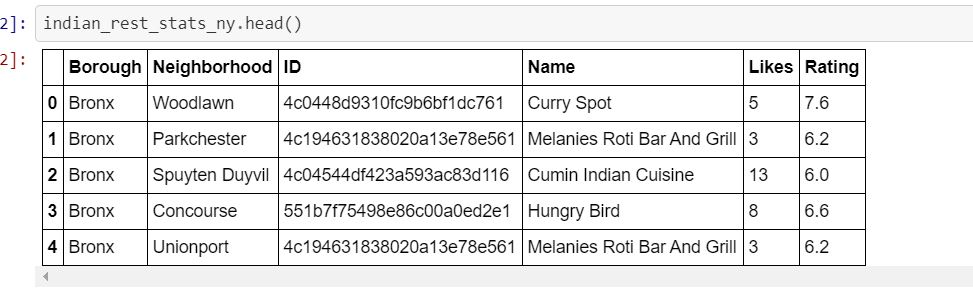 2]: indian_rest_stats_ny.head()
2]:
Borough Neighborhood ID Name Likes Rating
0 Bronx Woodlawn 4c0448d9310fc9b6bf1dc761 Curry Spot 5 7.6
1 Bronx Parkchester 4c194631838020a13e78e561 Melanies Roti Bar And Grill 3 6.2
2 Bronx Spuyten Duyvil 4c04544df423a593ac83d116 Cumin Indian Cuisine 13 6.0
3 Bronx Concourse 551b7f75498e86c00a0ed2e1 Hungry Bird 8 6.6
4 Bronx Unionport 4c194631838020a13e78e561 Melanies Roti Bar And Grill 3 6.2